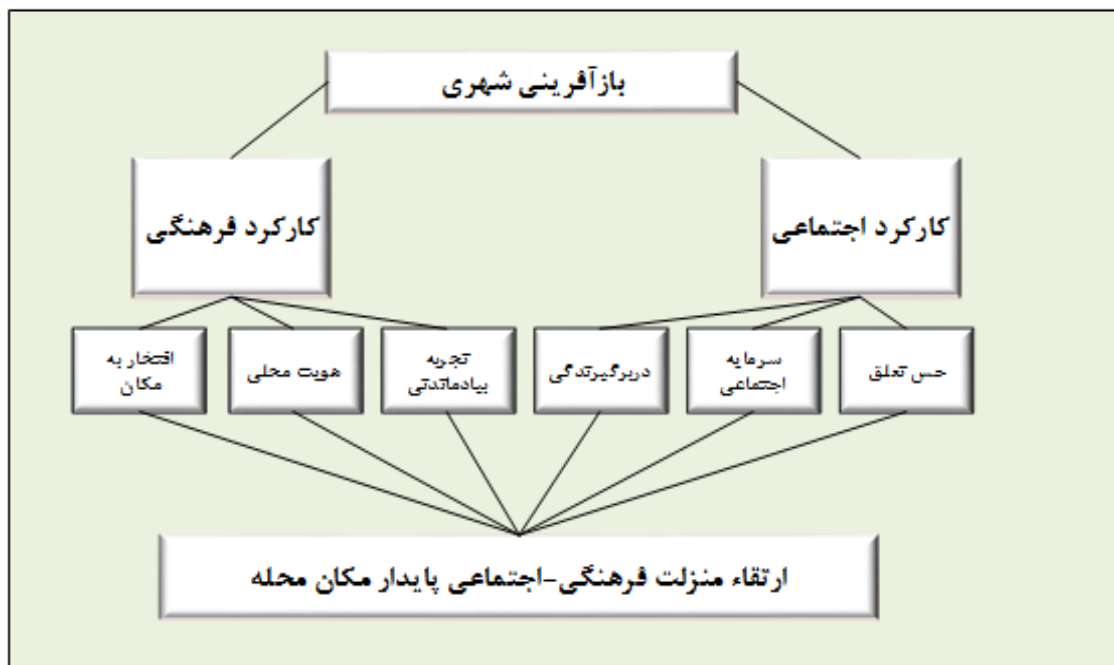 بازآفرینی شهری
کارکرد اجتماعی
کارکرد فرهنگی
حس تعلق
سرمایه
اجتماعی
دربرگیرندگی
تجربه
بیادماندنی
هویت محلی
افتخار به
مکان
ارتقاء منزلت فرهنگی-اجتماعی پایدار مکان محله